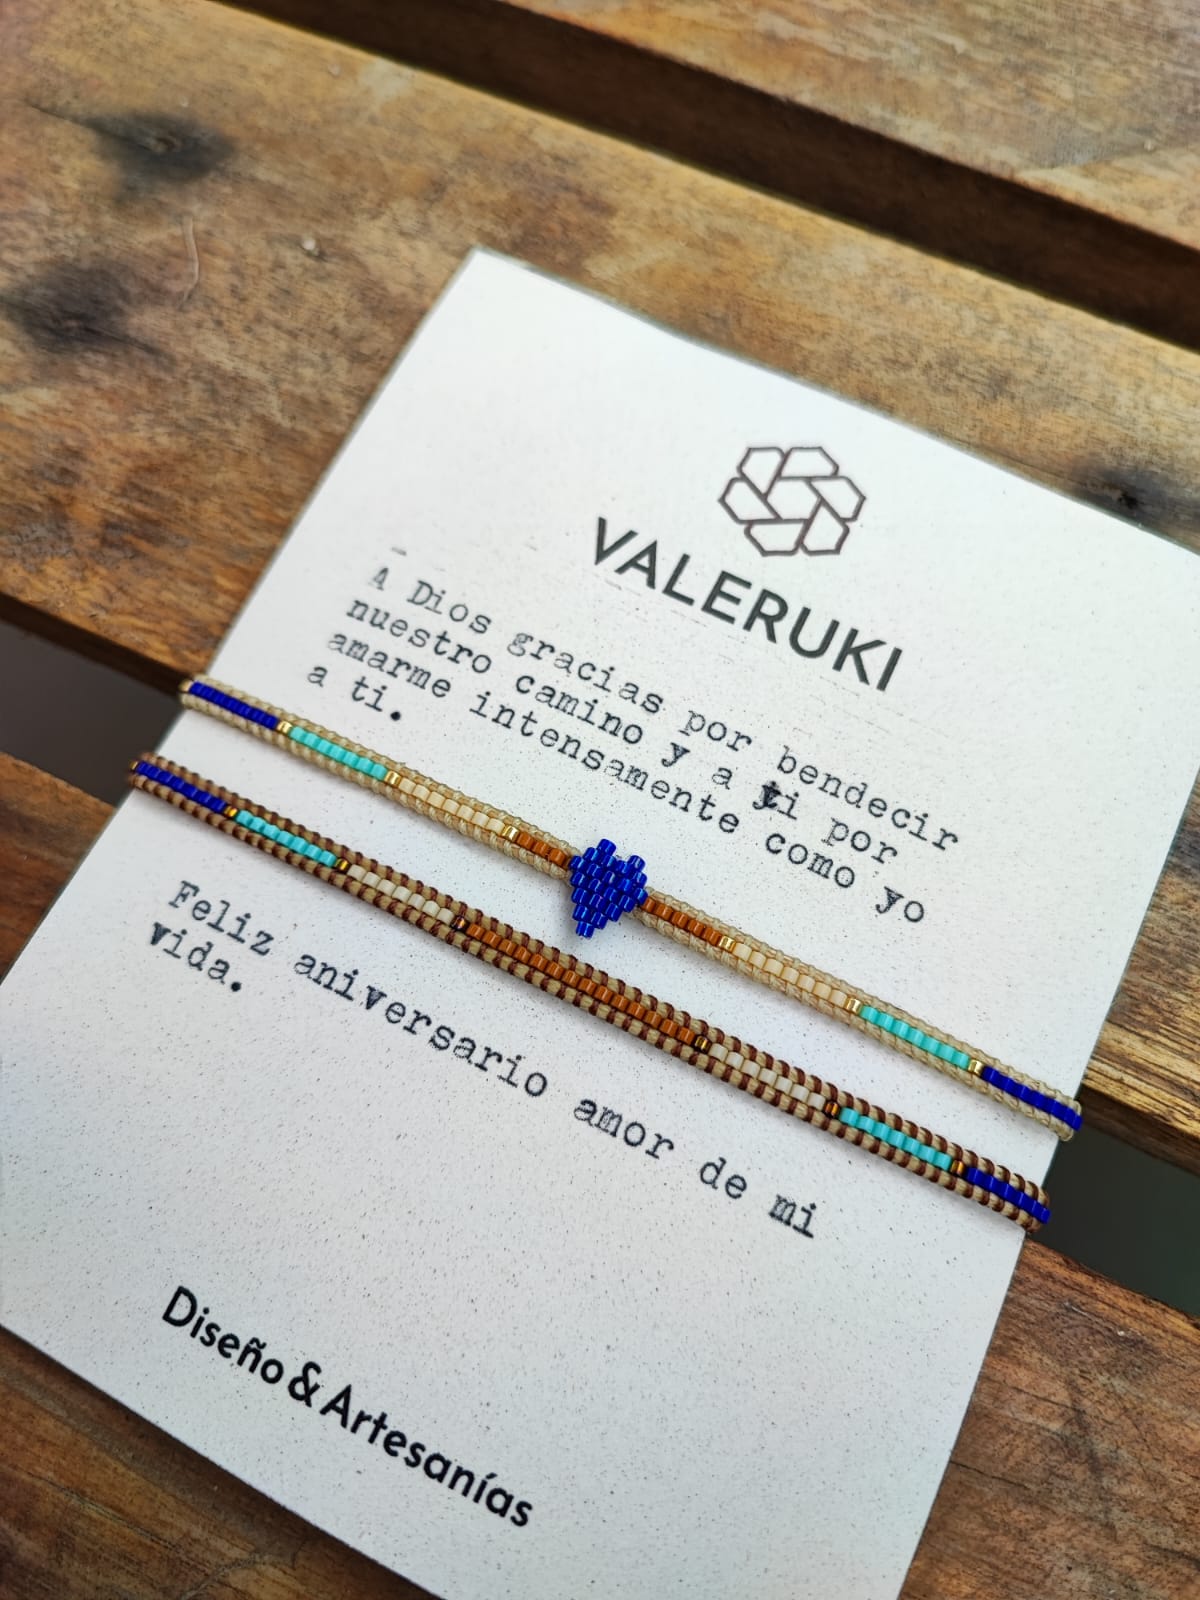 VALERUKI
A Dios gracias por bendecir
nuestro camino y a ti por
amarme intensamente como yo
a ti.
Feliz aniversario amor de mi
vida.
Diseño & Artesanías